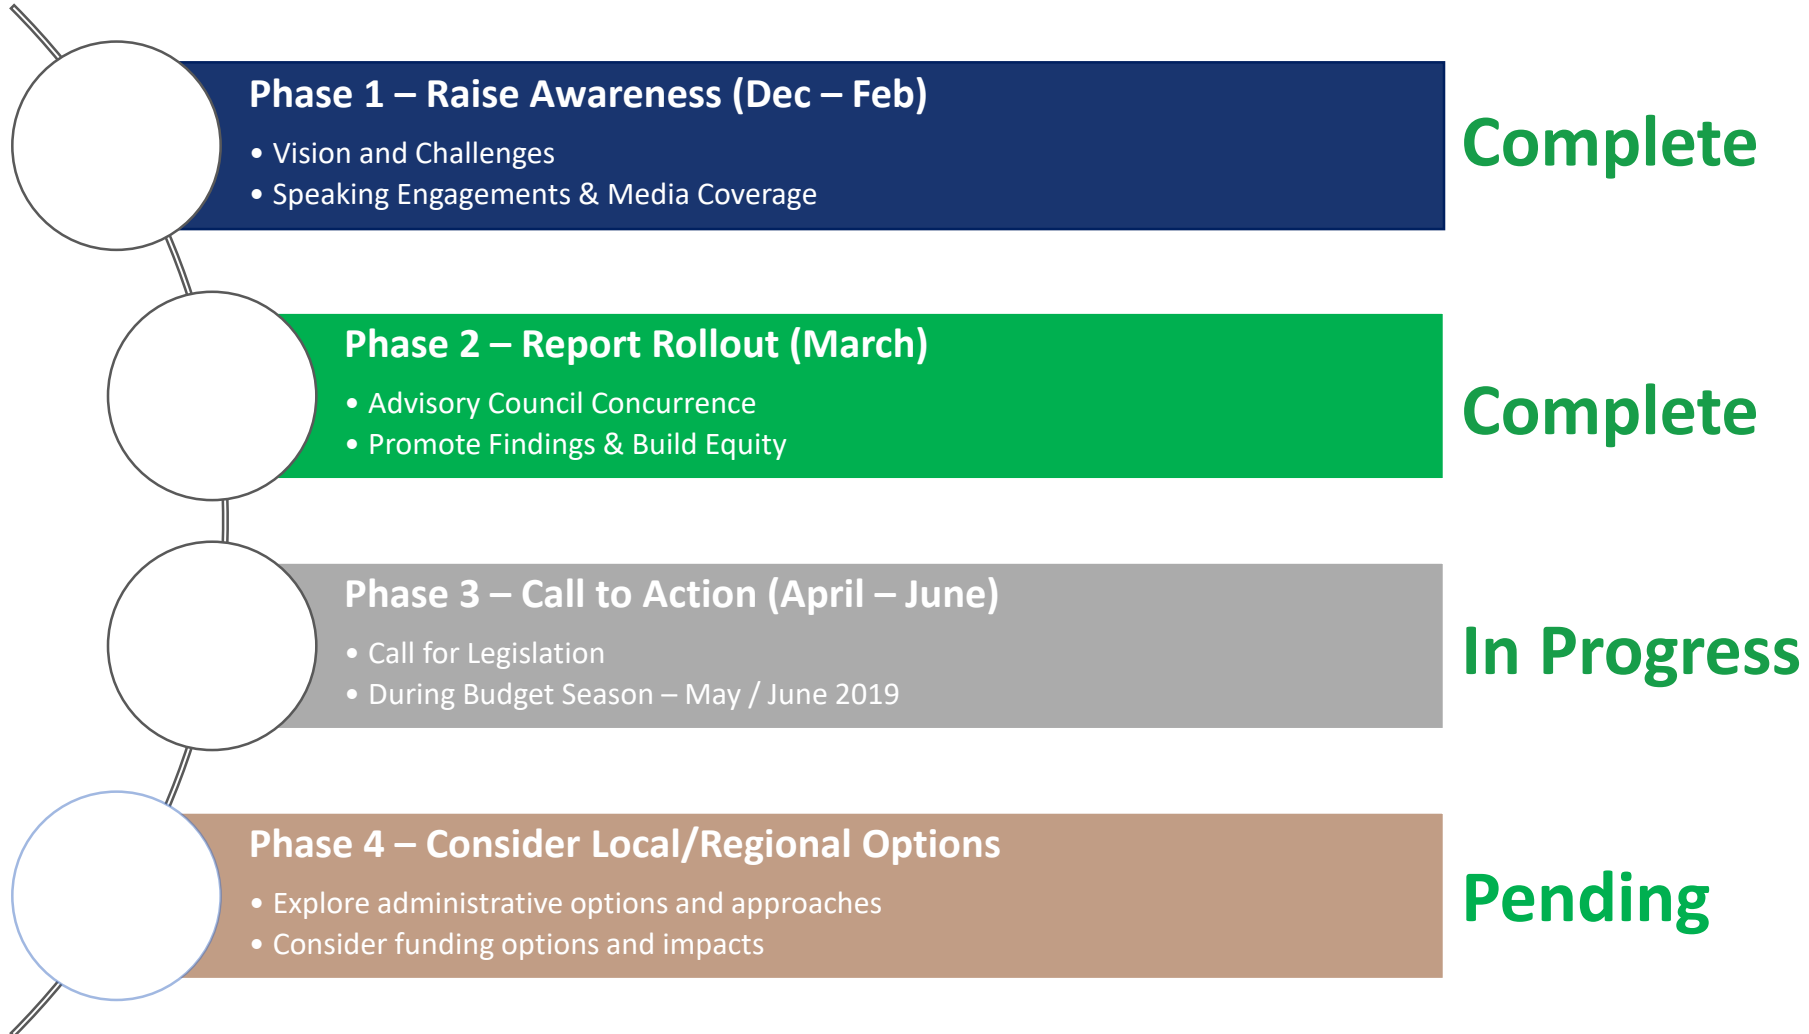 Phase 1 – Raise Awareness (Dec – Feb)
• Vision and Challenges
• Speaking Engagements & Media Coverage
Complete
Phase 2 – Report Rollout (March)
• Advisory Council Concurrence
• Promote Findings & Build Equity
Complete
Phase 3 – Call to Action (April – June)
• Call for Legislation
• During Budget Season – May / June 2019
In Progress
Phase 4 – Consider Local/Regional Options
• Explore administrative options and approaches
• Consider funding options and impacts
Pending